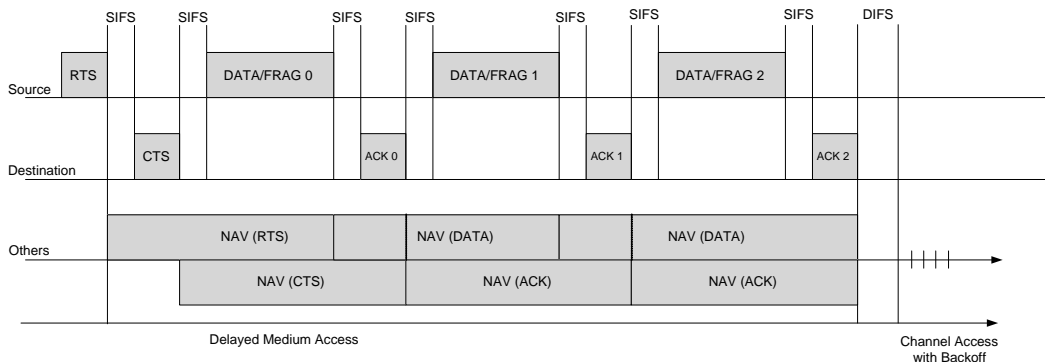 SIFS SIFS SIFS SIFS SIFS SIFS SIFS DIFS
RTS DATA/FRAG 0 DATA/FRAG 1 DATA/FRAG 2
Source
CTS ACK 0 ACK 1 ACK 2
Destination
NAV (RTS) NAV (DATA) NAV (DATA)
Others
NAV (CTS) NAV (ACK) NAV (ACK)
Delayed Medium Access
Channel Access
with Backoff